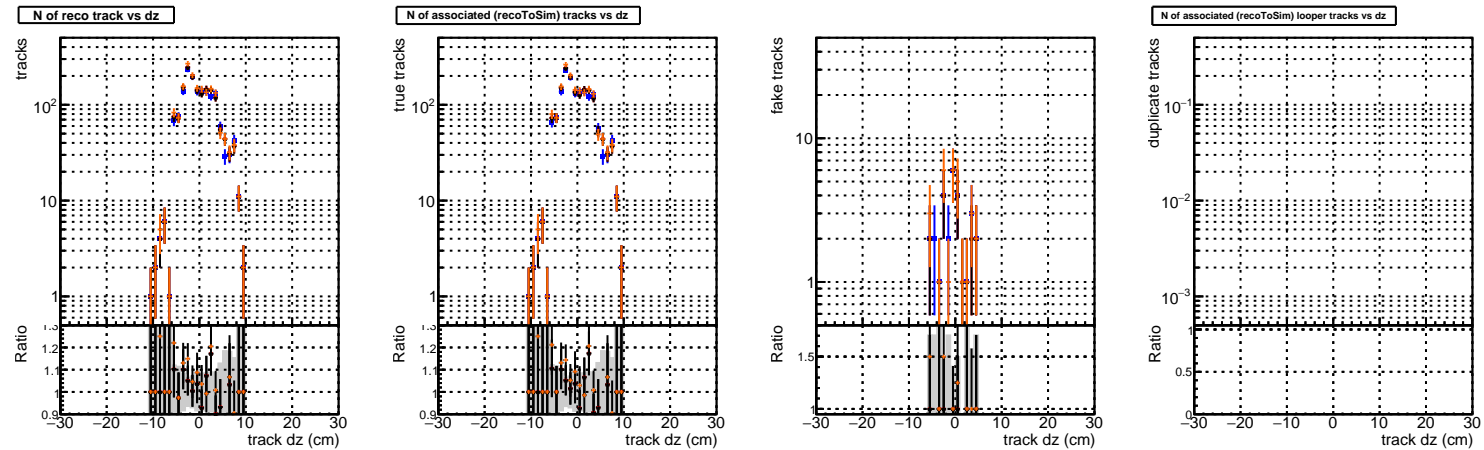 N of reco track vs dz
tracks
10²
10
1
Ratio
1.3
1.2
1.1
1
0.9
−30 −20 −10 0 10 20 30
track dz (cm)
N of associated (recoToSim) tracks vs dz
true tracks
10²
10
1
Ratio
1.3
1.2
1.1
1
0.9
−30 −20 −10 0 10 20 30
track dz (cm)
fake tracks
10
1
Ratio
1.5
1
−30 −20 −10 0 10 20 30
track dz (cm)
N of associated (recoToSim) looper tracks vs dz
duplicate tracks
10⁻¹
10⁻²
10⁻³
Ratio
1
0.5
0
−30 −20 −10 0 10 20 30
track dz (cm)